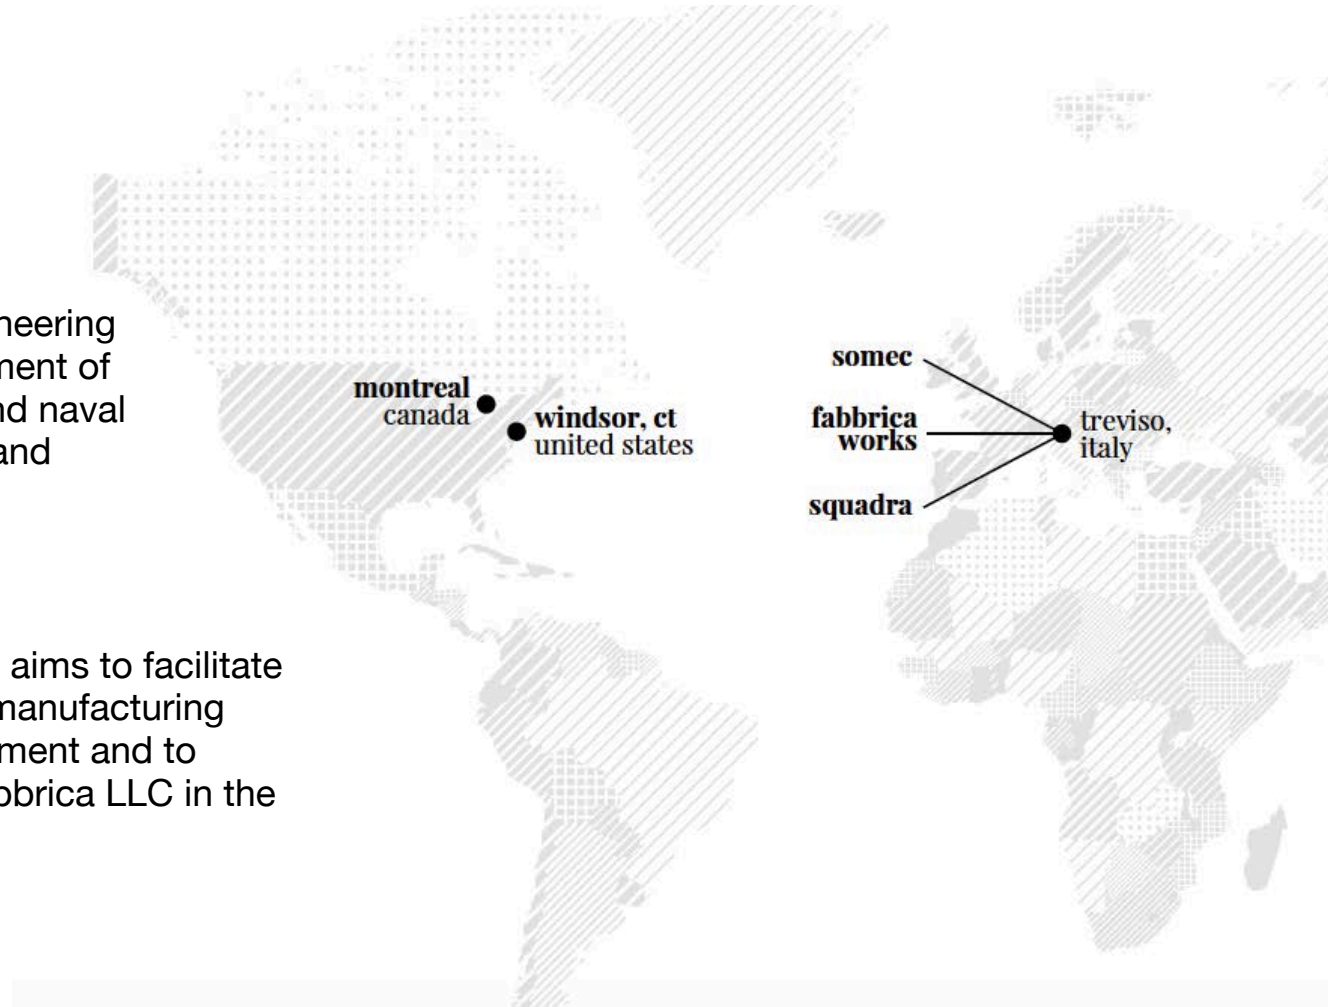 neering
ment of
nd naval
and
aims to facilitate
manufacturing
ment and to
bbrica LLC in the
montreal
canada
windsor, ct
united states
somec
fabbrica
works
squadra
treviso,
italy